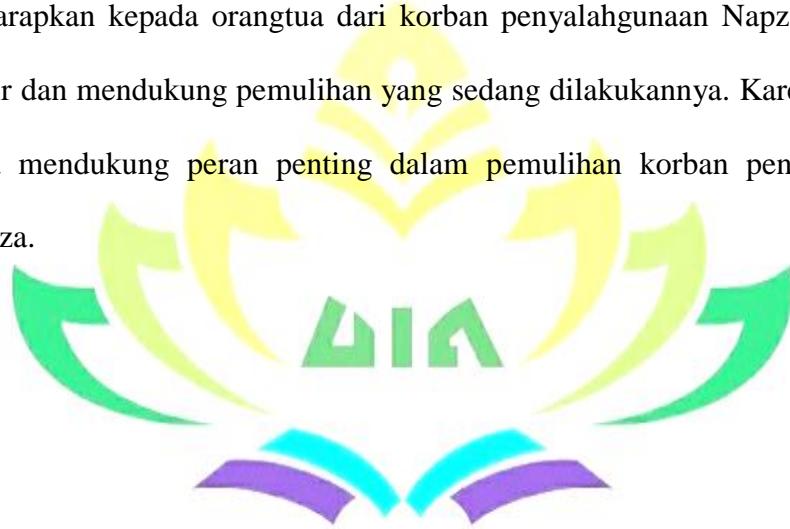 arapkan kepada orangtua dari korban penyalahgunaan Napz
r dan mendukung pemulihan yang sedang dilakukannya. Kar
mendukung peran penting dalam pemulihan korban pen
za.